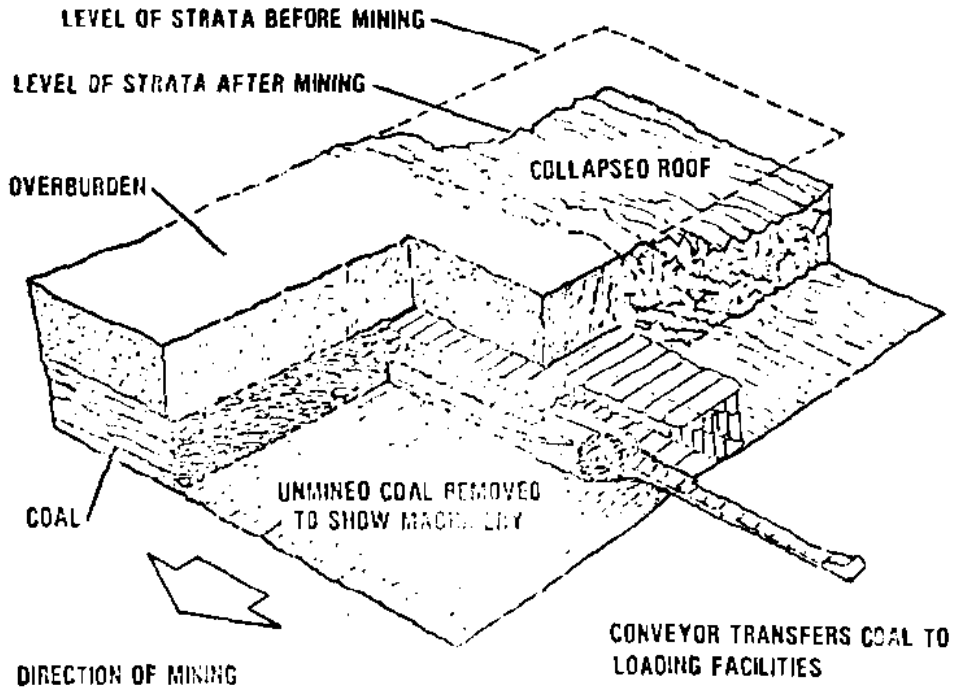 LEVEL OF STRATA BEFORE MINING
LEVEL OF STRATA AFTER MINING
OVERBURDEN
COLLAPSED ROOF
COAL
UNMINED COAL REMOVED
TO SHOW MACHINERY
DIRECTION OF MINING
CONVEYOR TRANSFERS COAL TO
LOADING FACILITIES